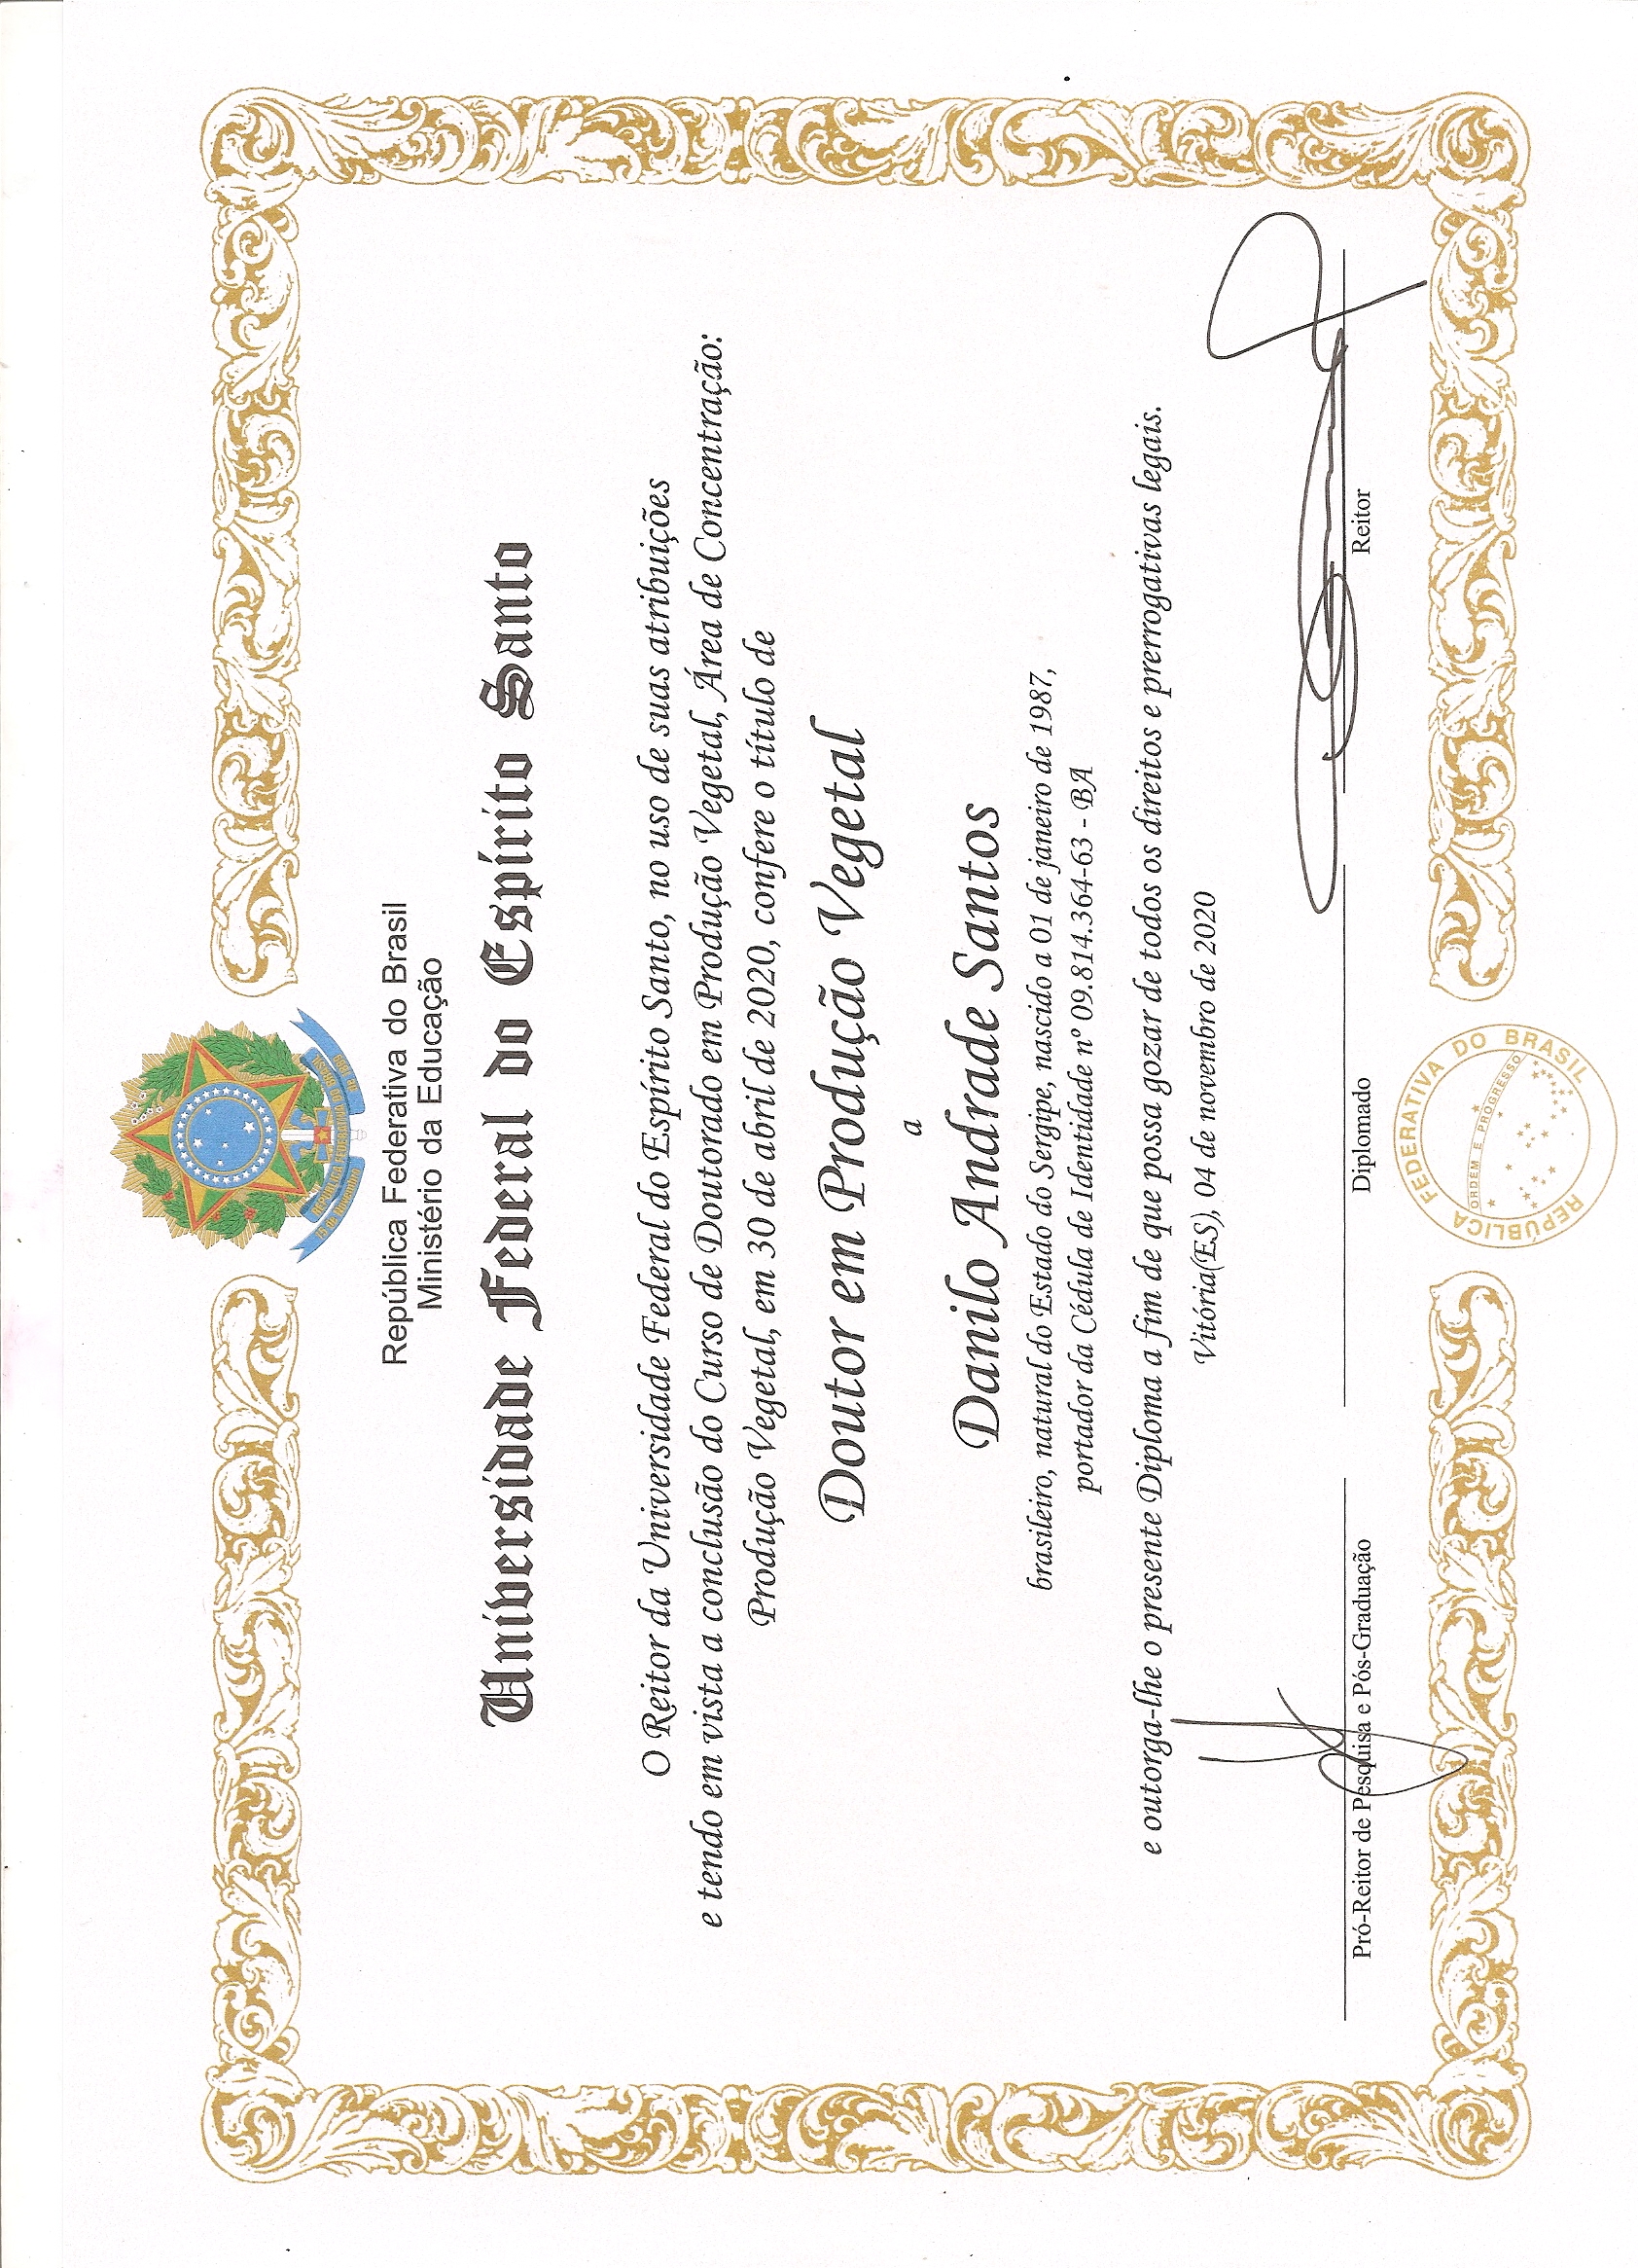 15 de Novembro
REPÚBLICA FEDERATIVA DO BRASIL
de 1889
República Federativa do Brasil
Ministério da Educação
Universidade Federal do Espírito Santo
O Reitor da Universidade Federal do Espírito Santo, no uso de suas atribuições
e tendo em vista a conclusão do Curso de Doutorado em Produção Vegetal, Área de Concentração:
Produção Vegetal, em 30 de abril de 2020, confere o título de
Doutor em Produção Vegetal
a
Danilo Andrade Santos
brasileiro, natural do Estado do Sergipe, nascido a 01 de janeiro de 1987,
portador da Cédula de Identidade nº 09.814.364-63 - BA
e outorga-lhe o presente Diploma a fim de que possa gozar de todos os direitos e prerrogativas legais.
Vitória(ES), 04 de novembro de 2020
Pró-Reitor de Pesquisa e Pós-Graduação
Diplomado
Reitor
REPÚBLICA FEDERATIVA DO BRASIL
ORDEM E PROGRESSO